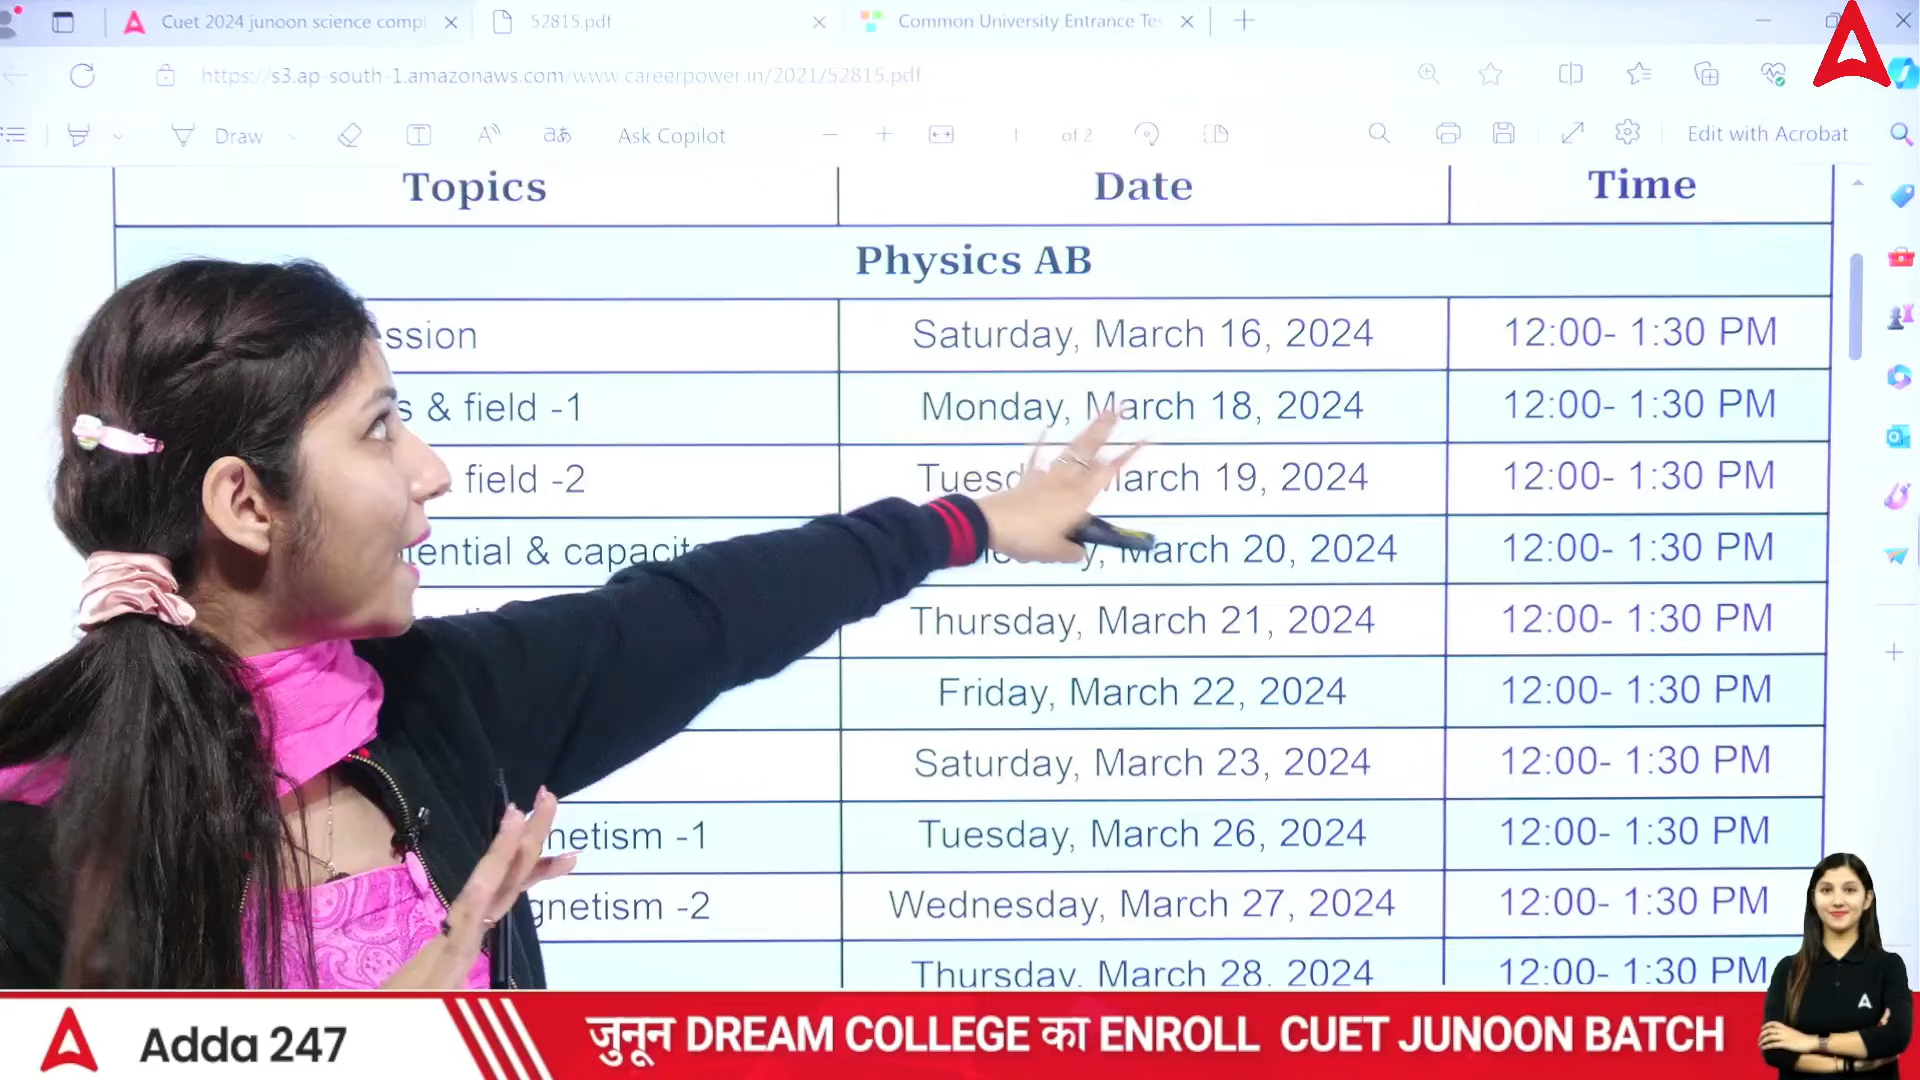 Cuet 2024 junoon science compl
52815.pdf
Common University Entrance Tes
https://s3.ap-south-1.amazonaws.com/www.careerpower.in/2021/52815.pdf
Draw
aあ
Ask Copilot
1 of 2
Edit with Acrobat
Topics Date Time
Physics AB
ssion Saturday, March 16, 2024 12:00- 1:30 PM
s & field -1 Monday, March 18, 2024 12:00- 1:30 PM
field -2 March 19, 2024 12:00- 1:30 PM
ential & March 20, 2024 12:00- 1:30 PM
Thursday, March 21, 2024 12:00- 1:30 PM
Friday, March 22, 2024 12:00- 1:30 PM
Saturday, March 23, 2024 12:00- 1:30 PM
netism -1 Tuesday, March 26, 2024 12:00- 1:30 PM
gnetism -2 Wednesday, March 27, 2024 12:00- 1:30 PM
Thursday, March 28, 2024 12:00- 1:30 PM
Adda 247
जुनून DREAM COLLEGE का ENROLL CUET JUNOON BATCH